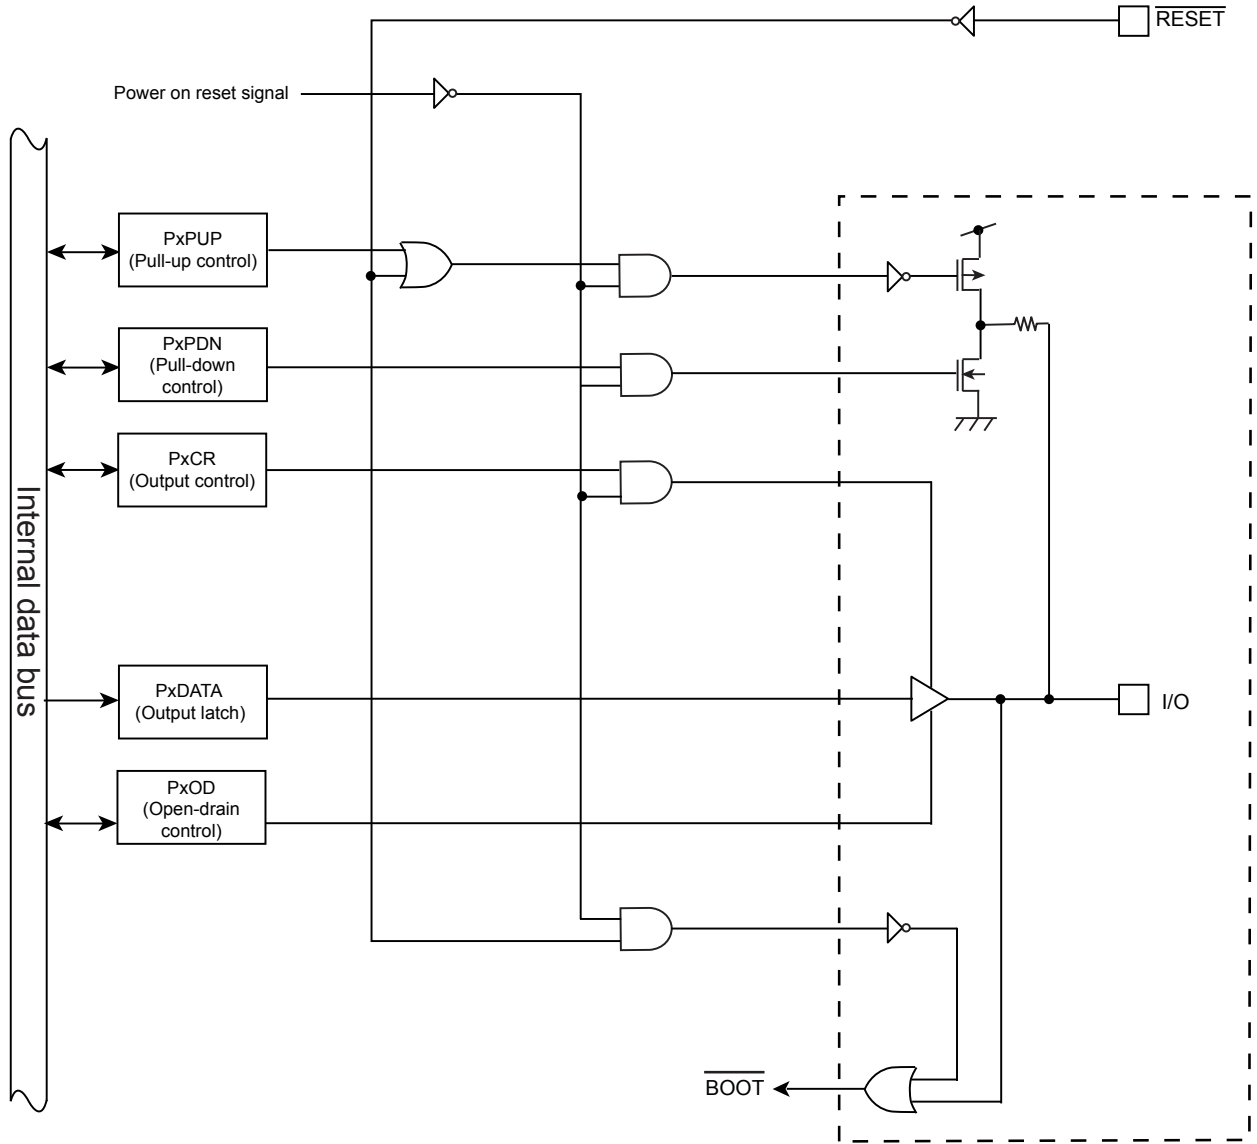 RESET
Power on reset signal
PxPUP
(Pull-up control)
PxPDN
(Pull-down
control)
PxCR
(Output control)
Internal data bus
PxDATA
(Output latch)
I/O
PxOD
(Open-drain
control)
BOOT